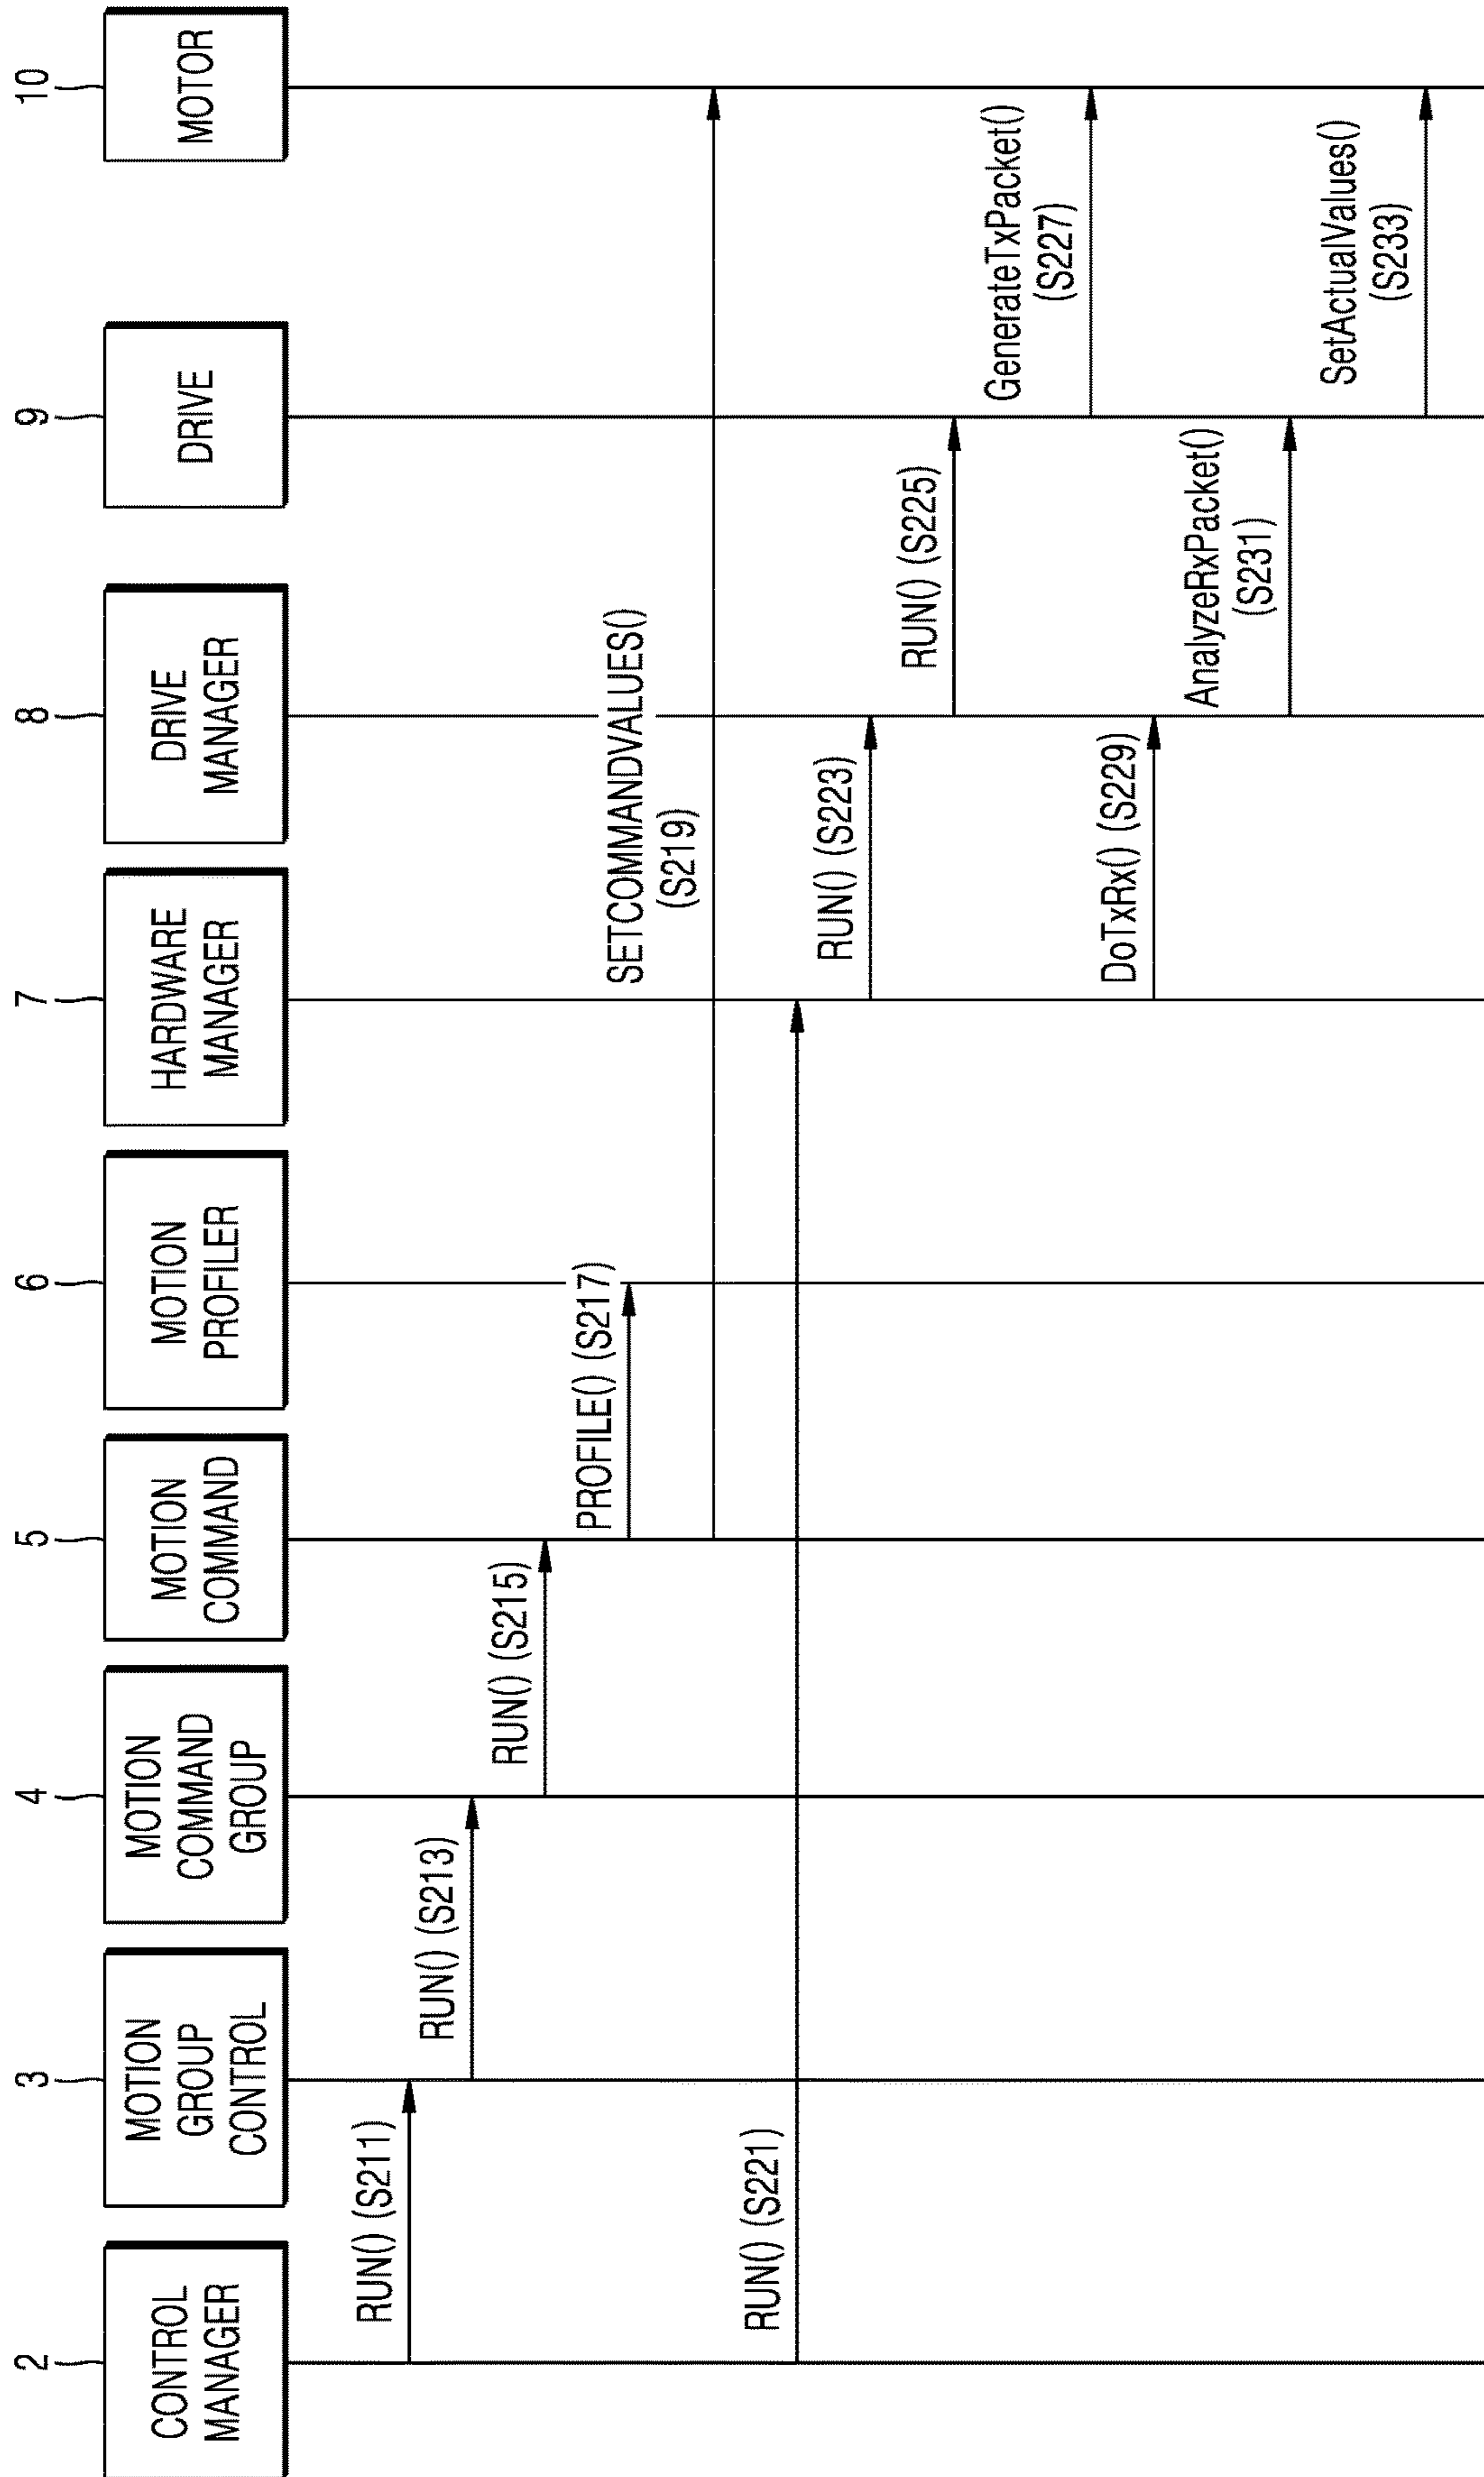 2
CONTROL
MANAGER
3
MOTION
GROUP
CONTROL
4
MOTION
COMMAND
GROUP
5
MOTION
COMMAND
6
MOTION
PROFILER
7
HARDWARE
MANAGER
8
DRIVE
MANAGER
9
DRIVE
10
MOTOR
RUN() (S211)
RUN() (S213)
RUN() (S215)
PROFILE() (S217)
SETCOMMANDVALUES()
(S219)
RUN() (S221)
RUN() (S223)
RUN() (S225)
GenerateTxPacket()
(S227)
DoTxRx() (S229)
AnalyzeRxPacket()
(S231)
SetActualValues()
(S233)